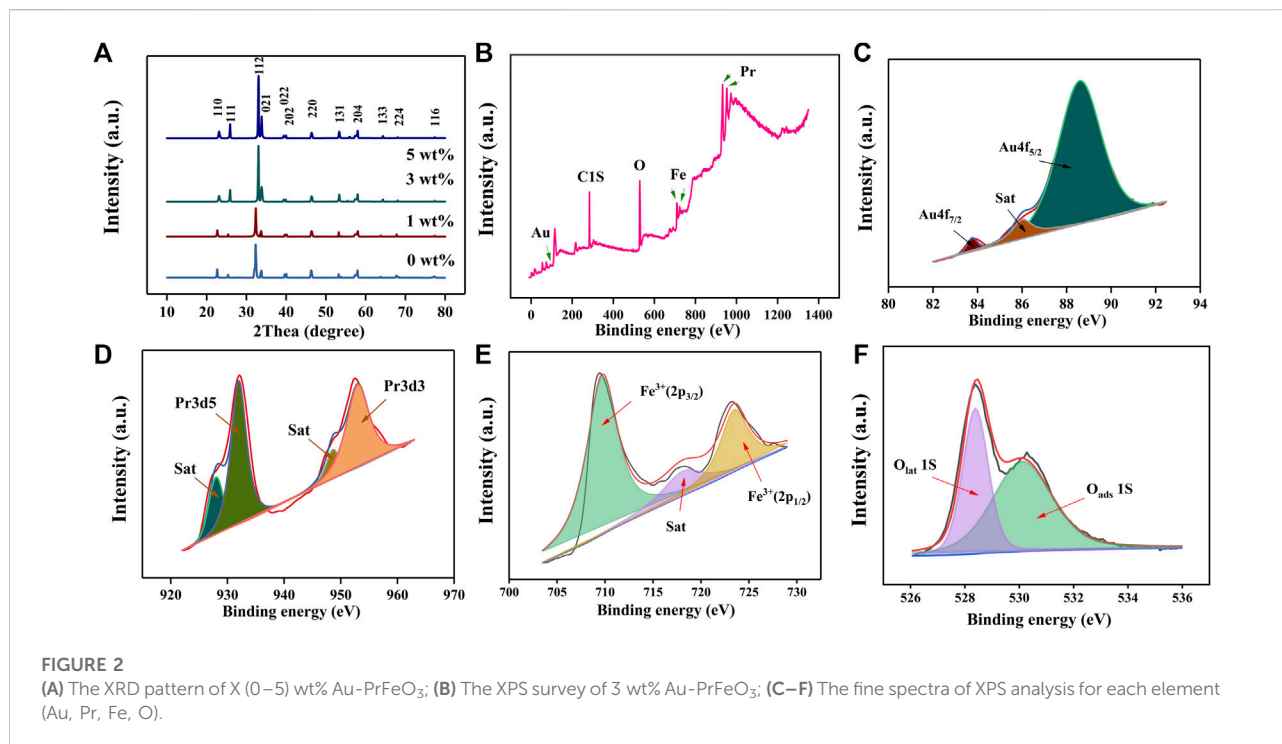 A
112
110
111
021
022
202
220
131
204
133
224
116
5 wt%
3 wt%
1 wt%
0 wt%
Intensity (a.u.)
10 20 30 40 50 60 70 80
2Thea (degree)
B
Pr
C1S
O
Fe
Au
Intensity (a.u.)
0 200 400 600 800 1000 1200 1400
Binding energy (eV)
C
Au4f5/2
Sat
Au4f7/2
Intensity (a.u.)
80 82 84 86 88 90 92 94
Binding energy (eV)
D
Pr3d5
Pr3d3
Sat
Sat
Intensity (a.u.)
920 930 940 950 960 970
Binding energy (eV)
E
Fe3+(2p3/2)
Sat
Fe3+(2p1/2)
Intensity (a.u.)
700 705 710 715 720 725 730
Binding energy (eV)
F
Olat 1S
Oads 1S
Intensity (a.u.)
526 528 530 532 534 536
Binding energy (eV)
FIGURE 2
(A) The XRD pattern of X (0–5) wt% Au-PrFeO3; (B) The XPS survey of 3 wt% Au-PrFeO3; (C–F) The fine spectra of XPS analysis for each element
(Au, Pr, Fe, O).